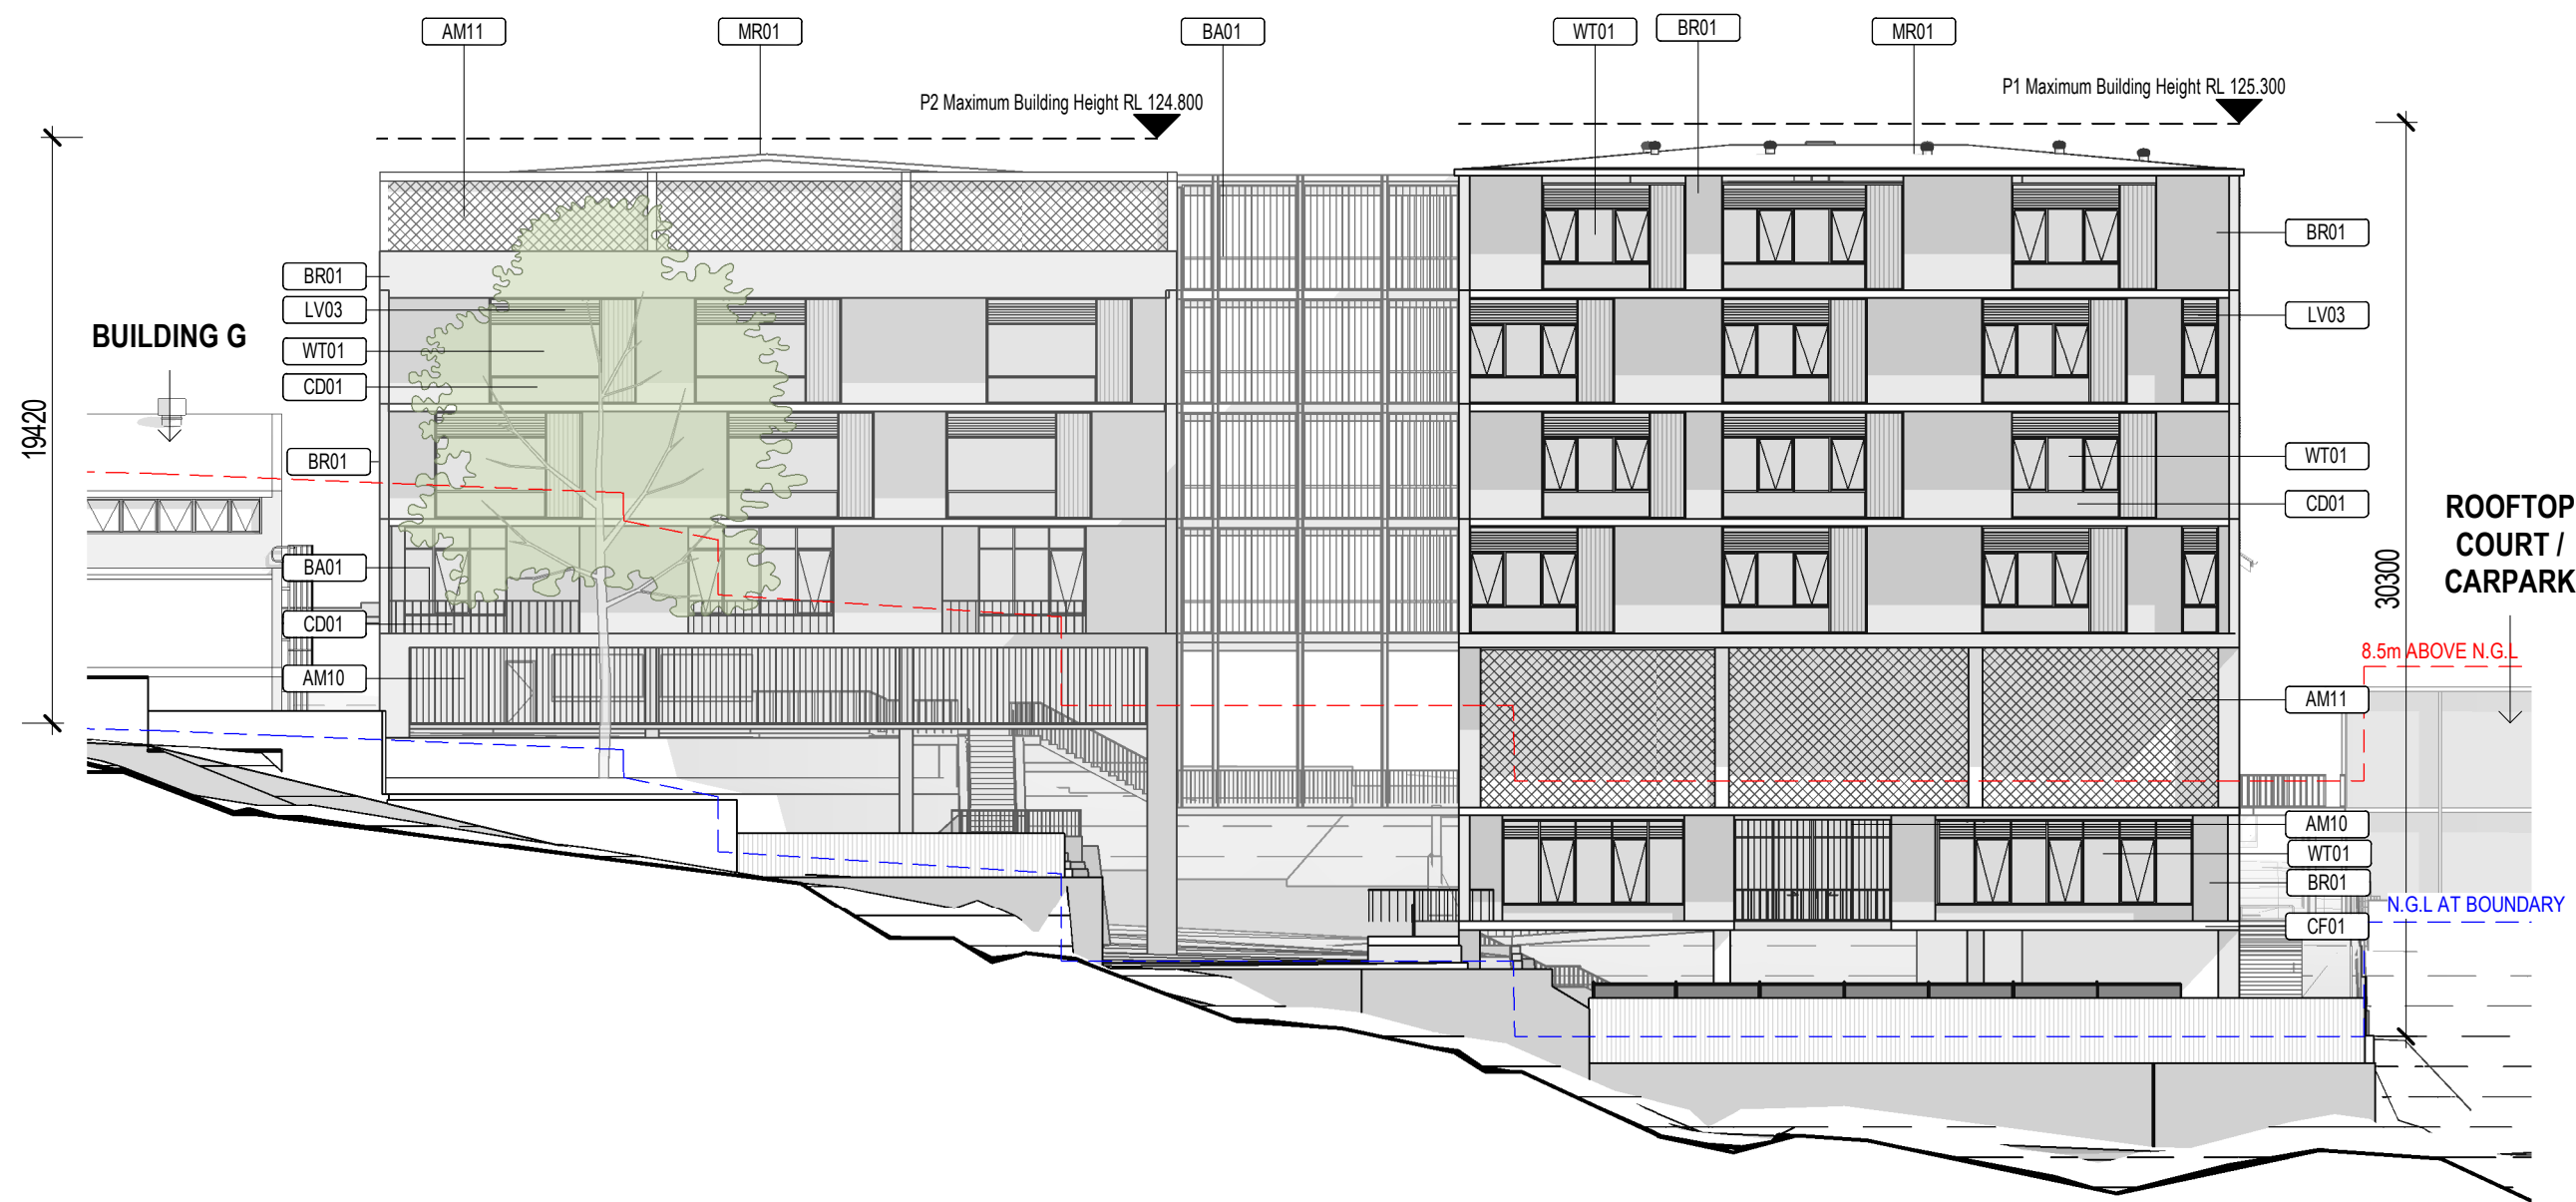 AM11
MR01
BA01
WT01
BR01
MR01
P2 Maximum Building Height RL 124.800
P1 Maximum Building Height RL 125.300
BR01
LV03
WT01
CD01
BR01
BA01
CD01
AM10
BUILDING G
19420
BR01
LV03
WT01
CD01
ROOFTOP
COURT /
CARPARK
30300
8.5m ABOVE N.G.L
AM11
AM10
WT01
BR01
N.G.L AT BOUNDARY
CF01